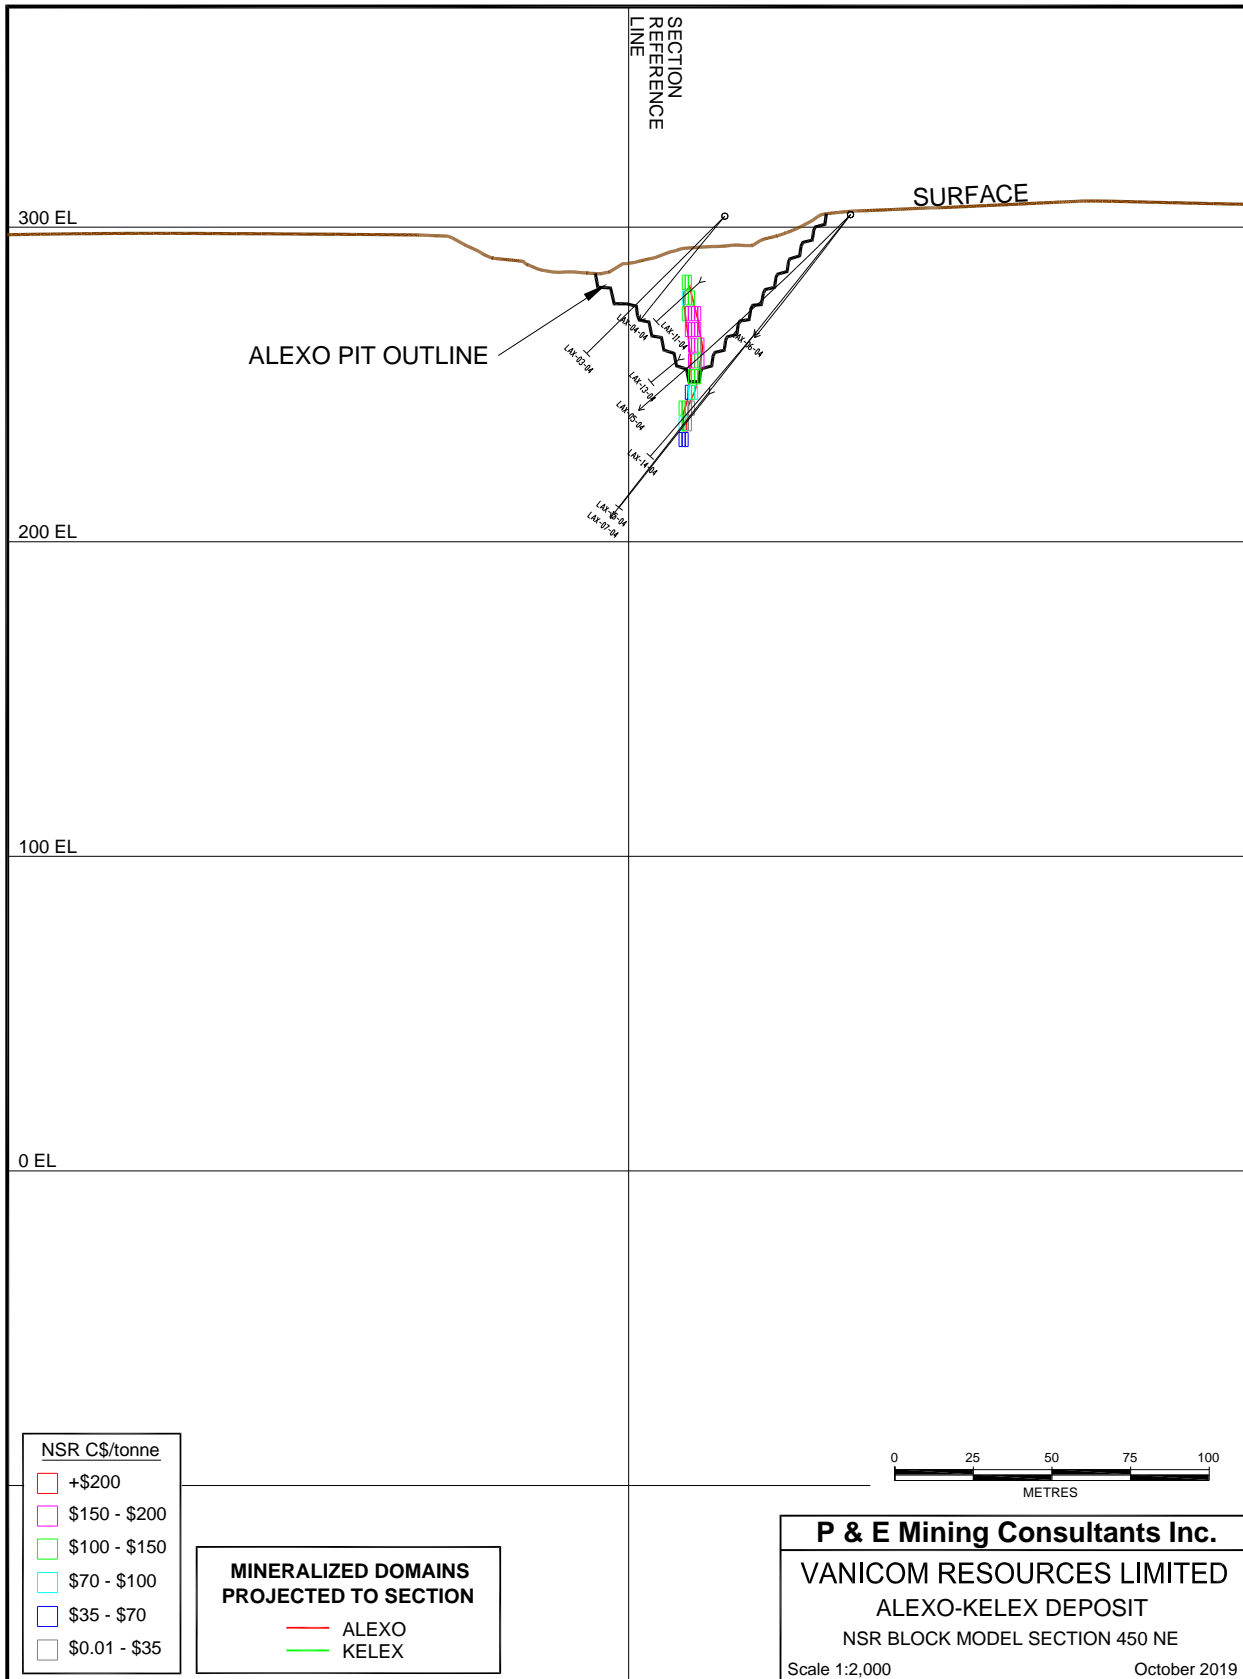 SECTION
REFERENCE
LINE
300 EL
SURFACE
LAX-04-04
LAX-11-04
LAX-06-04
LAX-03-04
ALEXO PIT OUTLINE
LAX-13-04
LAX-05-04
LAX-14-04
LAX-07-04
200 EL
100 EL
0 EL
NSR C$/tonne
+$200
$150 - $200
$100 - $150
$70 - $100
$35 - $70
$0.01 - $35
MINERALIZED DOMAINS
PROJECTED TO SECTION
ALEXO
KELEX
0 25 50 75 100
METRES
P & E Mining Consultants Inc.
VANICOM RESOURCES LIMITED
ALEXO-KELEX DEPOSIT
NSR BLOCK MODEL SECTION 450 NE
Scale 1:2,000 October 2019